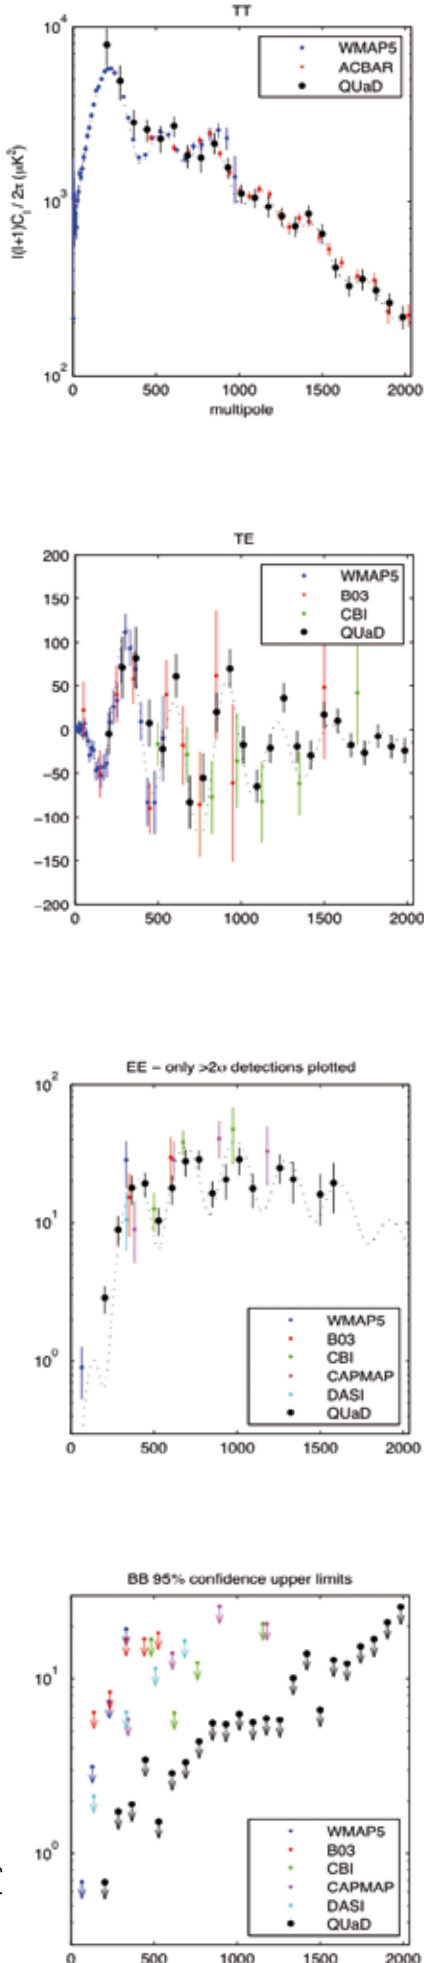 TT
10^4
WMAP5
ACBAR
QUaD
10^3
l(l+1)C_l / 2π (μK^2)
10^2
0 500 1000 1500 2000
multipole
TE
200
WMAP5
150
B03
CBI
100
QUaD
50
0
−50
−100
−150
−200
0 500 1000 1500 2000
EE − only >2σ detections plotted
10^2
10^1
WMAP5
B03
CBI
10^0
CAPMAP
DASI
QUaD
0 500 1000 1500 2000
BB 95% confidence upper limits
10^1
WMAP5
B03
10^0
CBI
CAPMAP
DASI
QUaD
0 500 1000 1500 2000